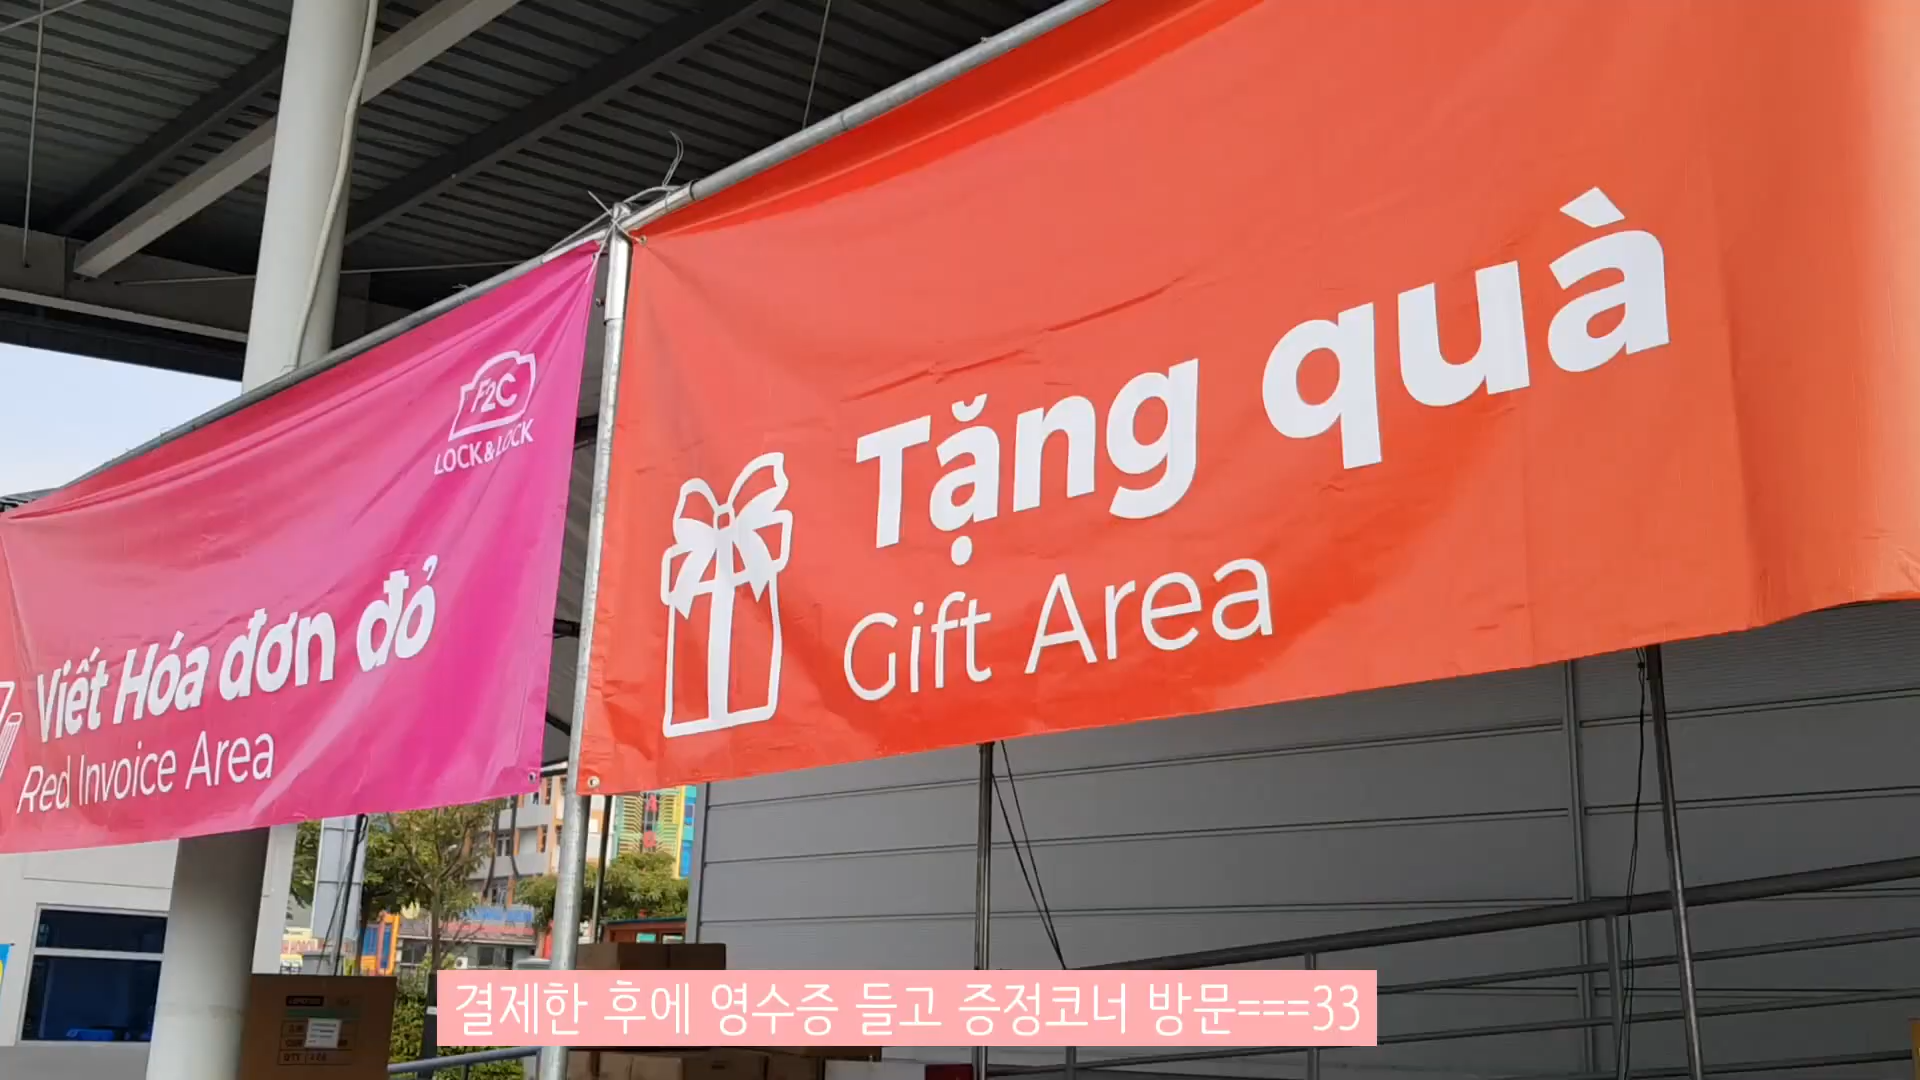 F2C
LOCK&LOCK
Viết Hóa đơn đỏ
Red Invoice Area
Tặng quà
Gift Area
결제한 후에 영수증 들고 증정코너 방문===33